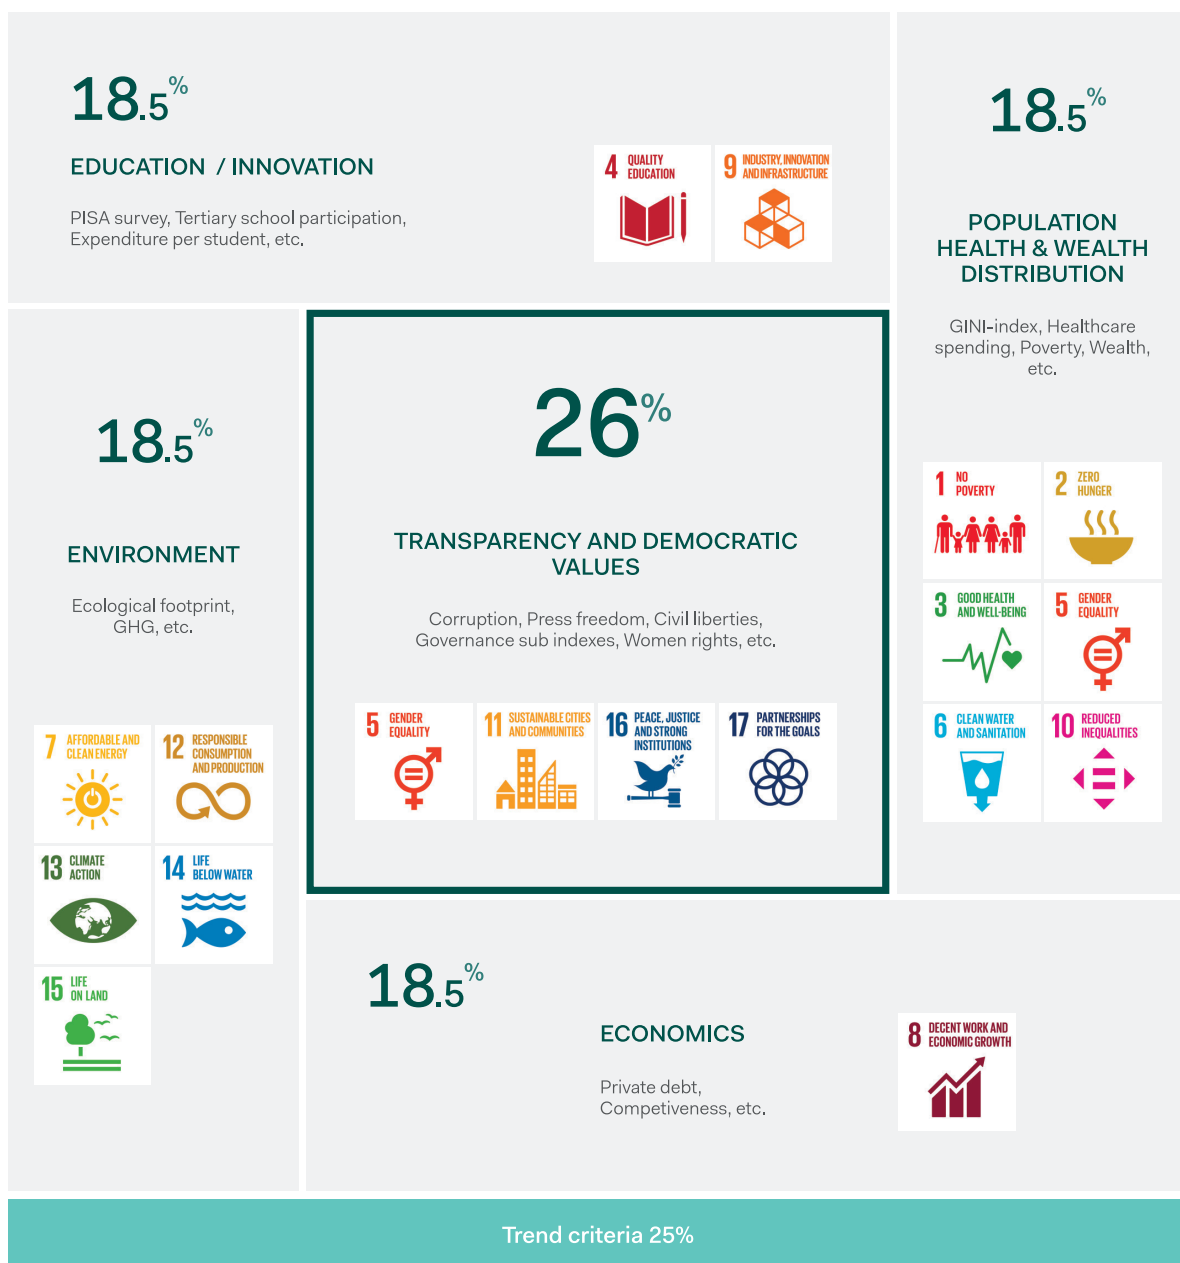 18.5%
EDUCATION / INNOVATION
PISA survey, Tertiary school participation,
Expenditure per student, etc.
4 QUALITY
EDUCATION
9 INDUSTRY, INNOVATION
AND INFRASTRUCTURE
18.5%
POPULATION
HEALTH & WEALTH
DISTRIBUTION
GINI-index, Healthcare
spending, Poverty, Wealth,
etc.
1 NO
POVERTY
2 ZERO
HUNGER
3 GOOD HEALTH
AND WELL-BEING
5 GENDER
EQUALITY
6 CLEAN WATER
AND SANITATION
10 REDUCED
INEQUALITIES
18.5%
ENVIRONMENT
Ecological footprint,
GHG, etc.
7 AFFORDABLE AND
CLEAN ENERGY
12 RESPONSIBLE
CONSUMPTION
AND PRODUCTION
13 CLIMATE
ACTION
14 LIFE
BELOW WATER
15 LIFE
ON LAND
26%
TRANSPARENCY AND DEMOCRATIC
VALUES
Corruption, Press freedom, Civil liberties,
Governance sub indexes, Women rights, etc.
5 GENDER
EQUALITY
11 SUSTAINABLE CITIES
AND COMMUNITIES
16 PEACE, JUSTICE
AND STRONG
INSTITUTIONS
17 PARTNERSHIPS
FOR THE GOALS
18.5%
ECONOMICS
Private debt,
Competiveness, etc.
8 DECENT WORK AND
ECONOMIC GROWTH
Trend criteria 25%